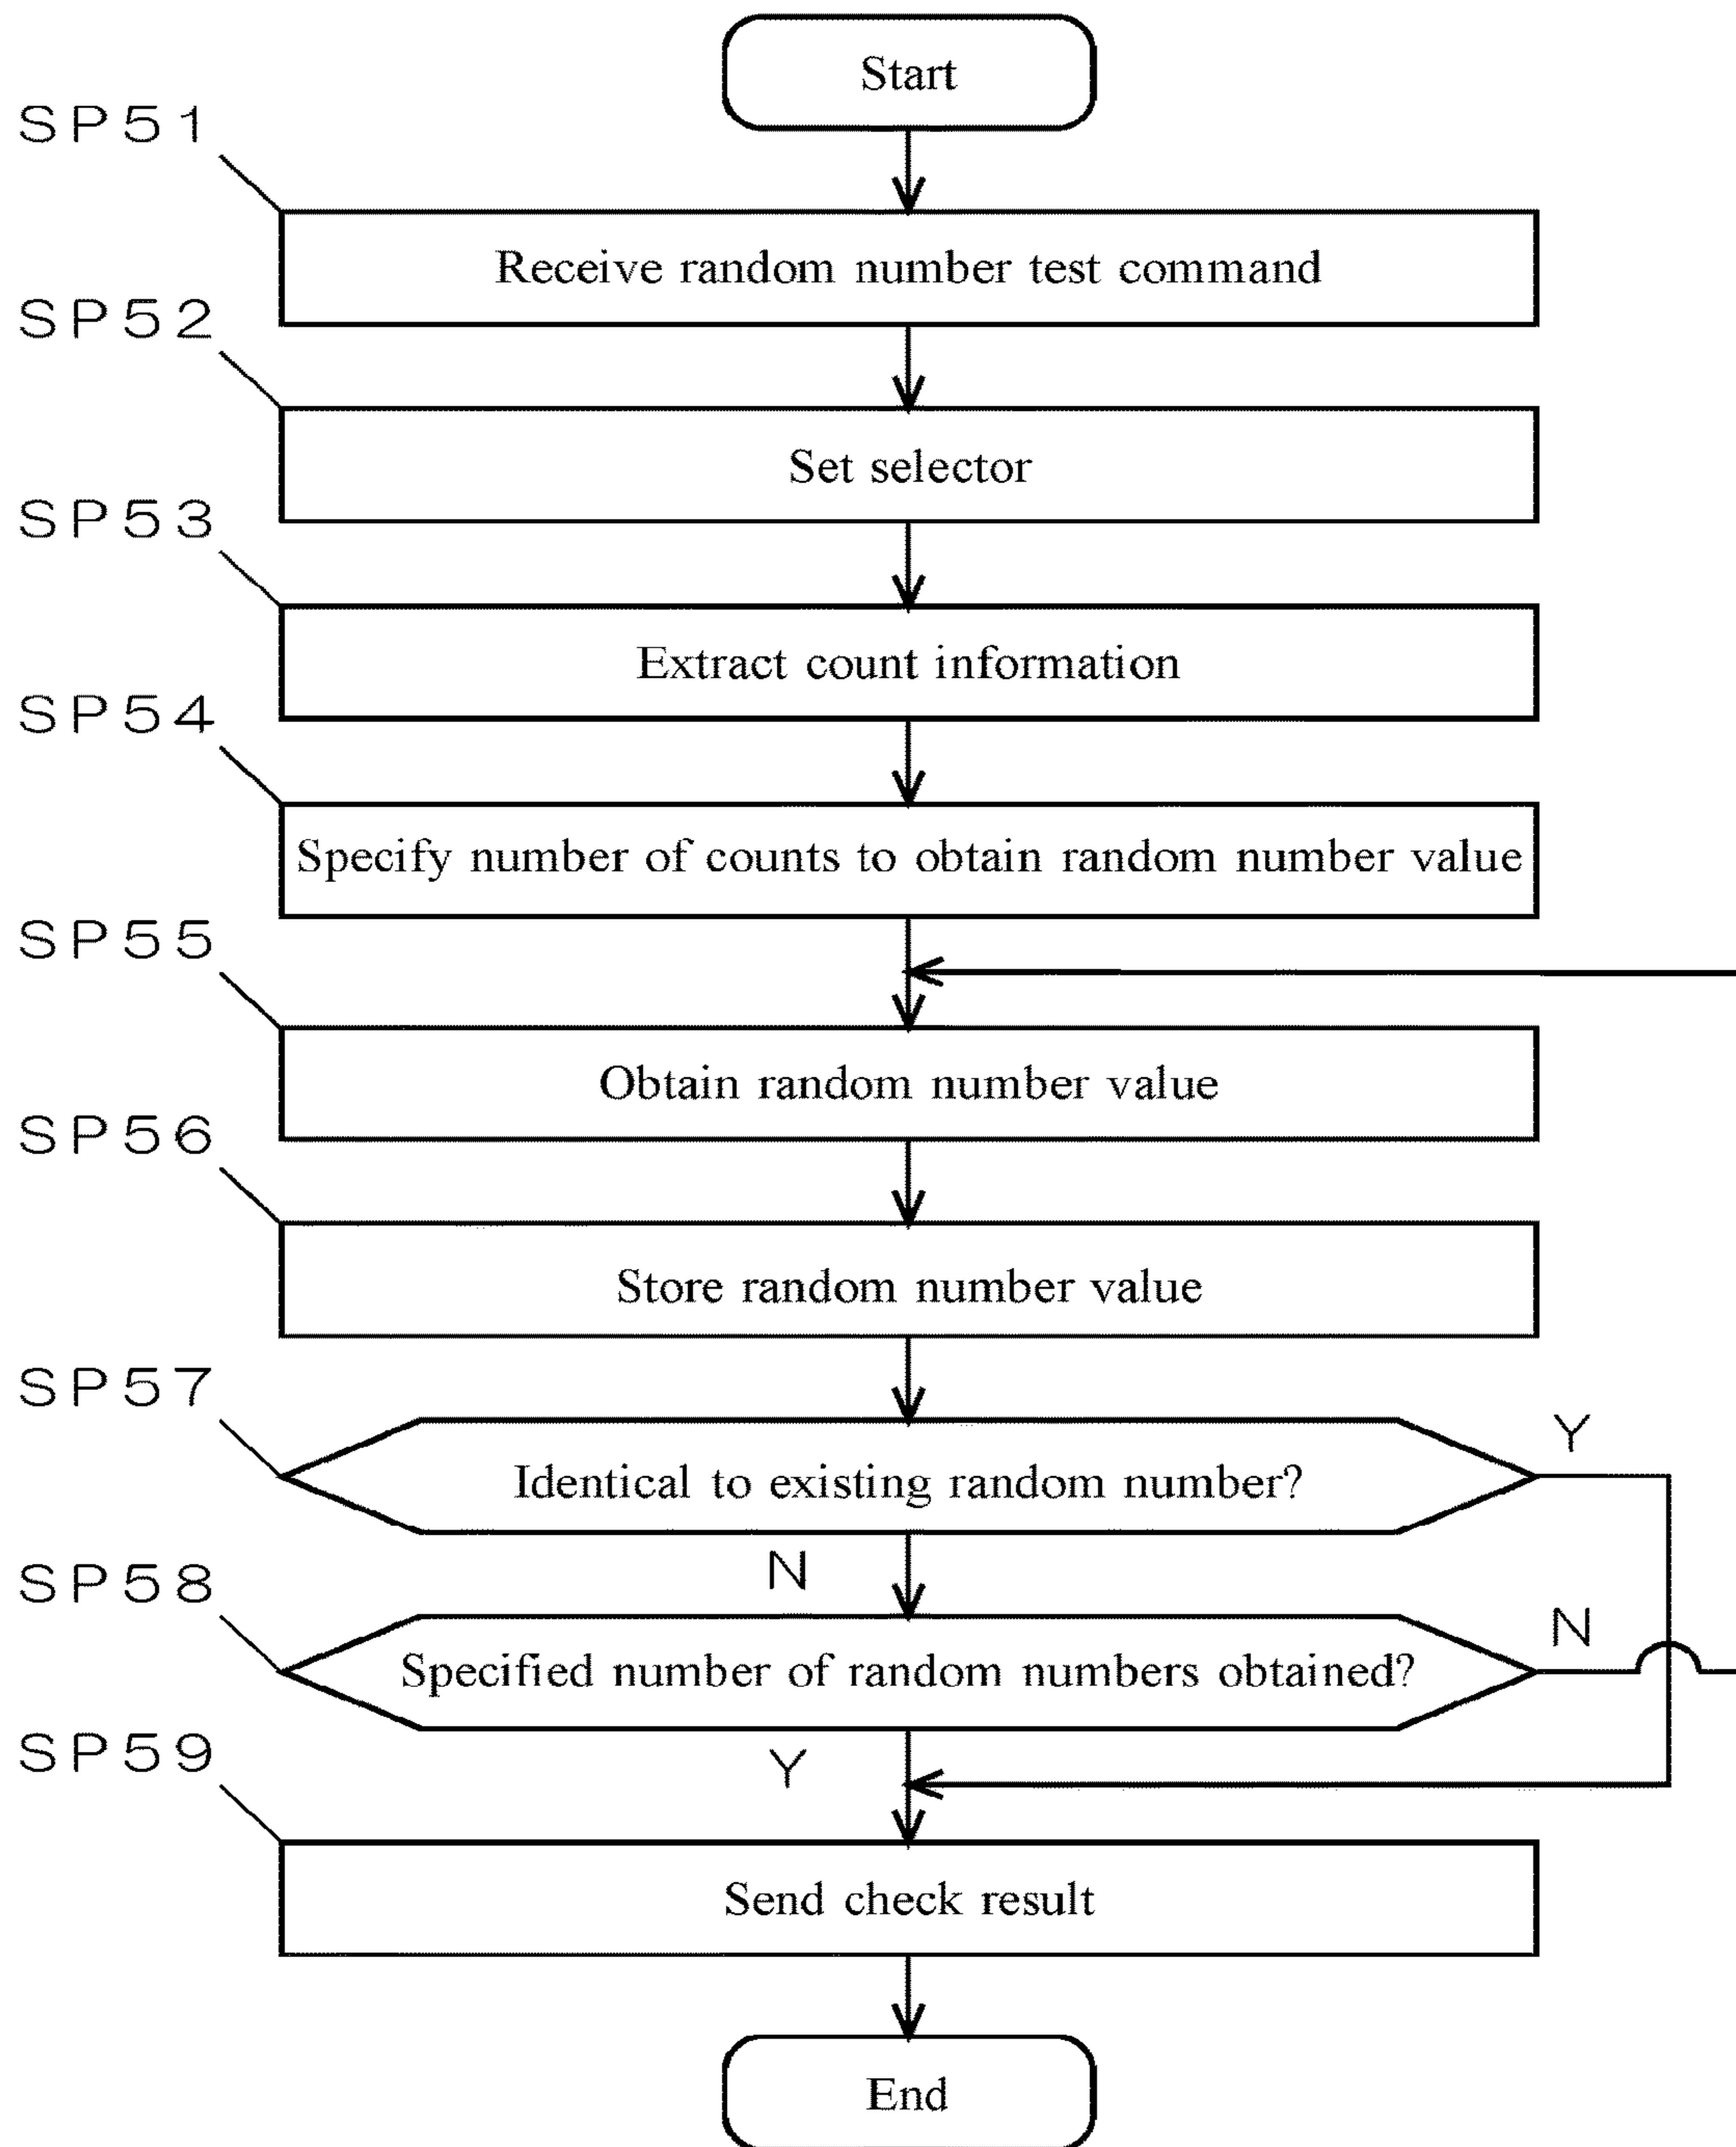 Start
SP51
Receive random number test command
SP52
Set selector
SP53
Extract count information
SP54
Specify number of counts to obtain random number value
SP55
Obtain random number value
SP56
Store random number value
SP57
Y
Identical to existing random number?
N
SP58
N
Specified number of random numbers obtained?
Y
SP59
Send check result
End